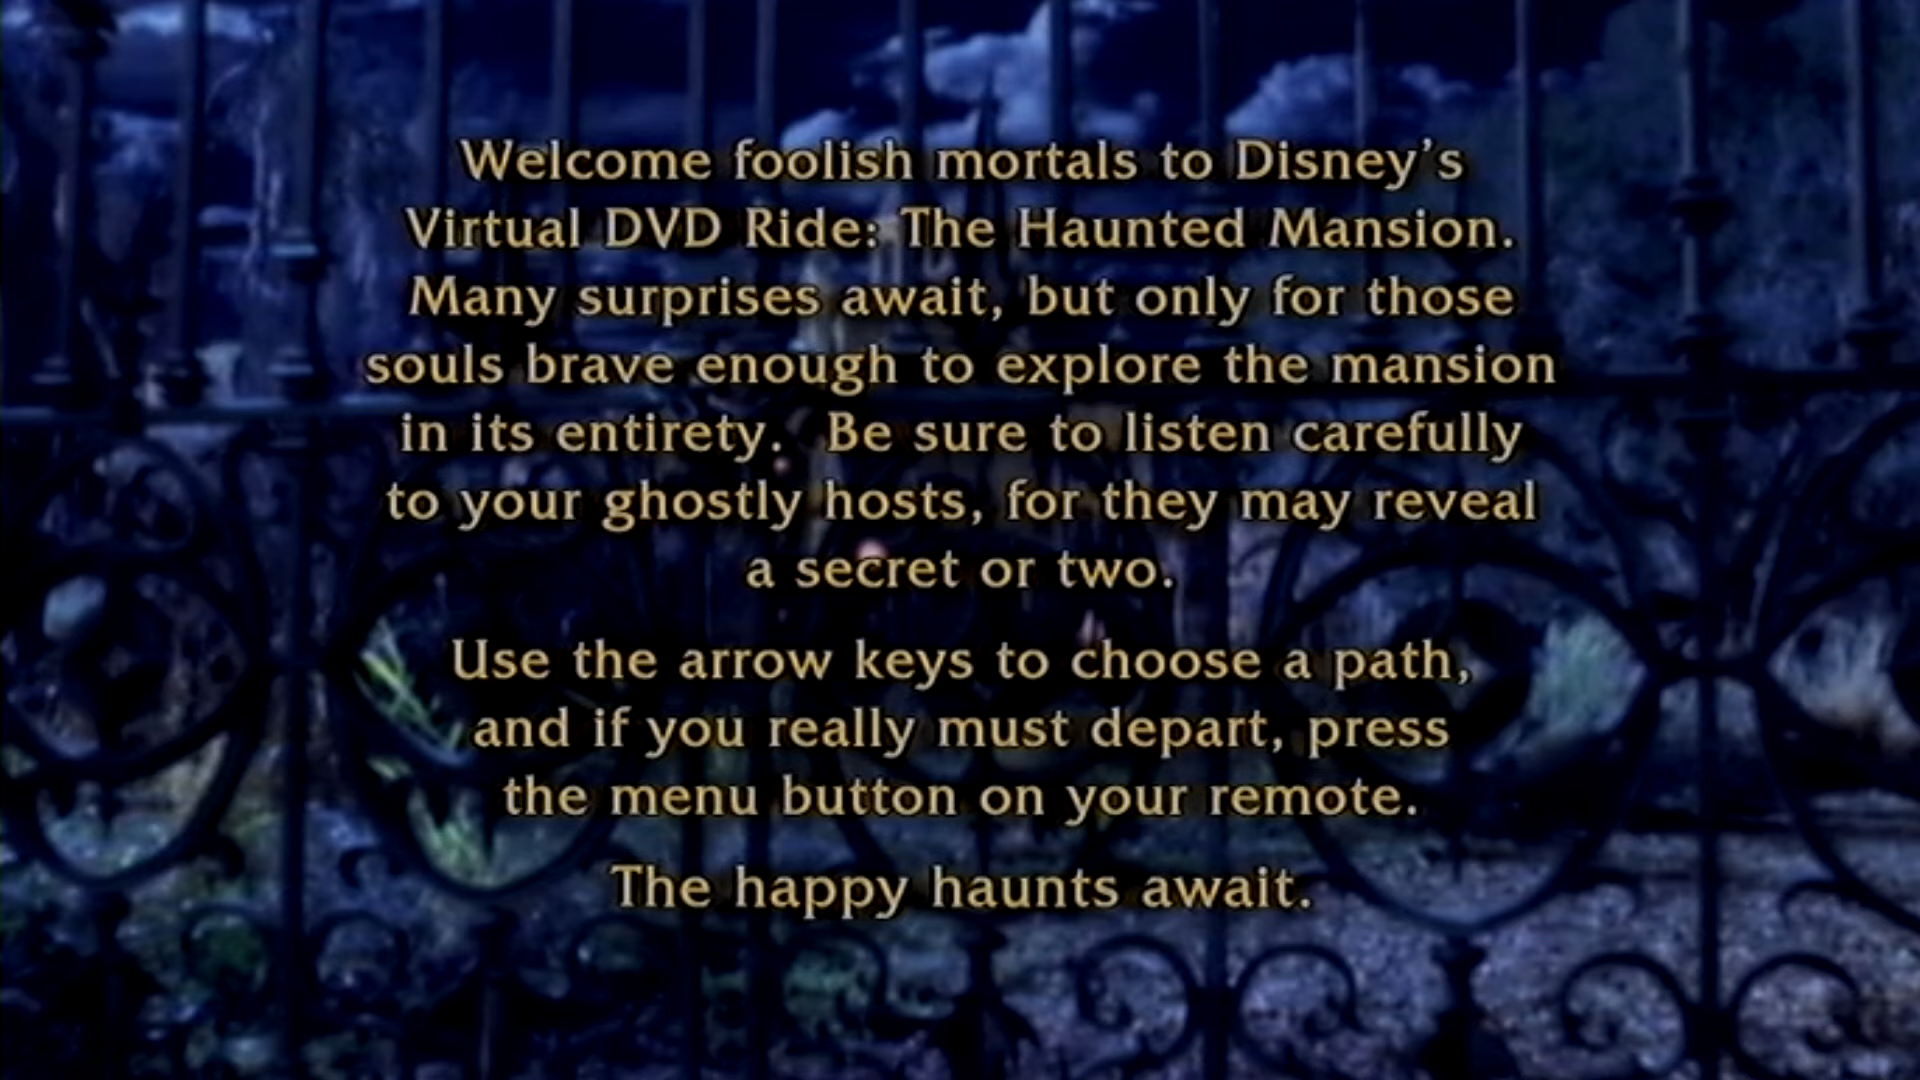 Welcome foolish mortals to Disney’s
Virtual DVD Ride: The Haunted Mansion.
Many surprises await, but only for those
souls brave enough to explore the mansion
in its entirety.  Be sure to listen carefully
to your ghostly hosts, for they may reveal
a secret or two.
Use the arrow keys to choose a path,
and if you really must depart, press
the menu button on your remote.
The happy haunts await.